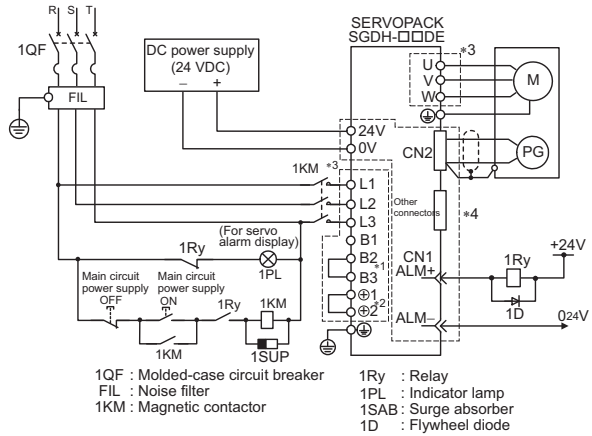 R S T
1QF
FIL
DC power supply
(24 VDC)
− +
SERVOPACK
SGDH-□□DE
*3
U
V
W
M
24V
0V
CN2
PG
1KM *3
L1
L2
L3
Other
connectors
*4
(For servo
alarm display)
1Ry
1PL
B1
B2
B3
*1
⊕1
⊕2
*2
CN1
ALM+
ALM−
1Ry
+24V
1D
024V
Main circuit
power supply
OFF
Main circuit
power supply
ON
1Ry
1KM
1KM
1SUP
1QF : Molded-case circuit breaker
FIL : Noise filter
1KM : Magnetic contactor
1Ry : Relay
1PL : Indicator lamp
1SAB : Surge absorber
1D : Flywheel diode